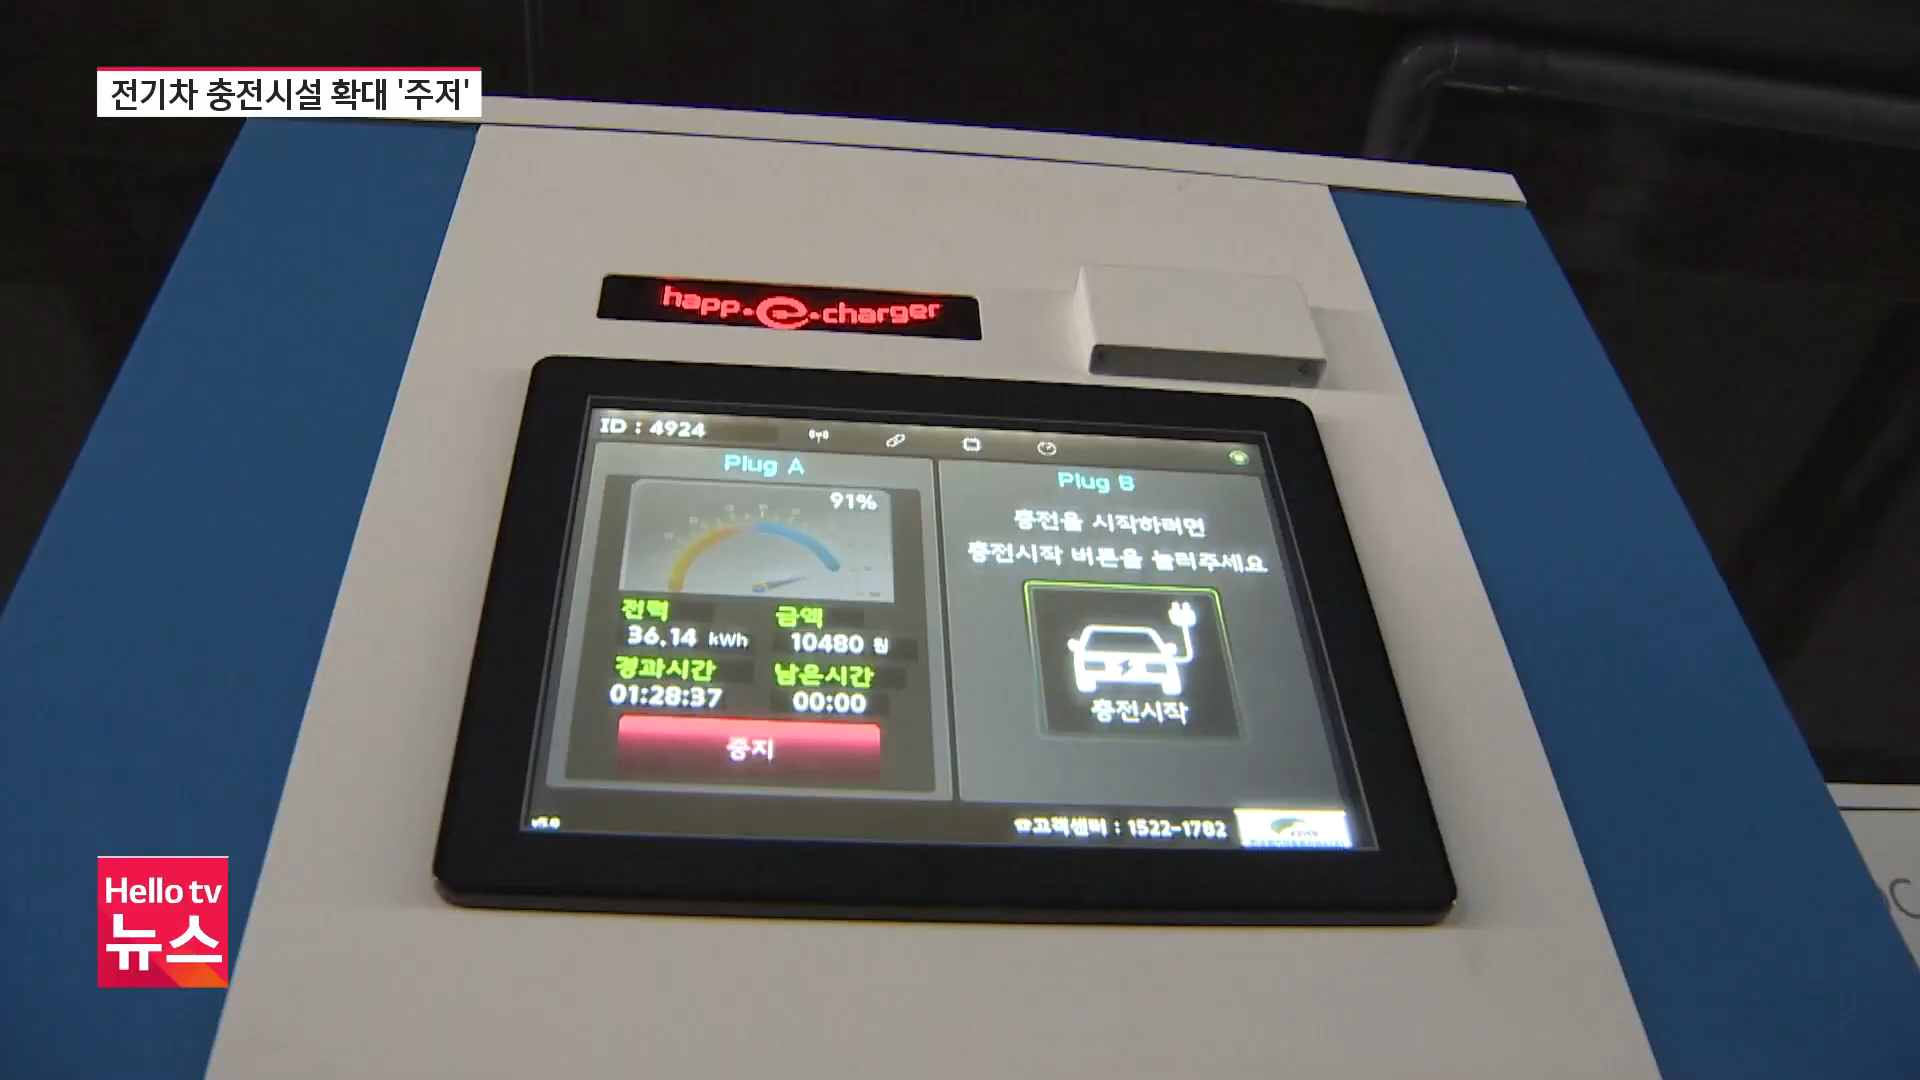 전기차 충전시설 확대 '주저'
happ·e·charger
ID : 4924
Plug A
91%
전력
36.14 kWh
금액
10480 원
경과시간
01:28:37
남은시간
00:00
중지
Plug B
충전을 시작하려면
충전시작 버튼을 눌러주세요
충전시작
v5.0
☎고객센터 : 1522-1782
Hello tv
뉴스